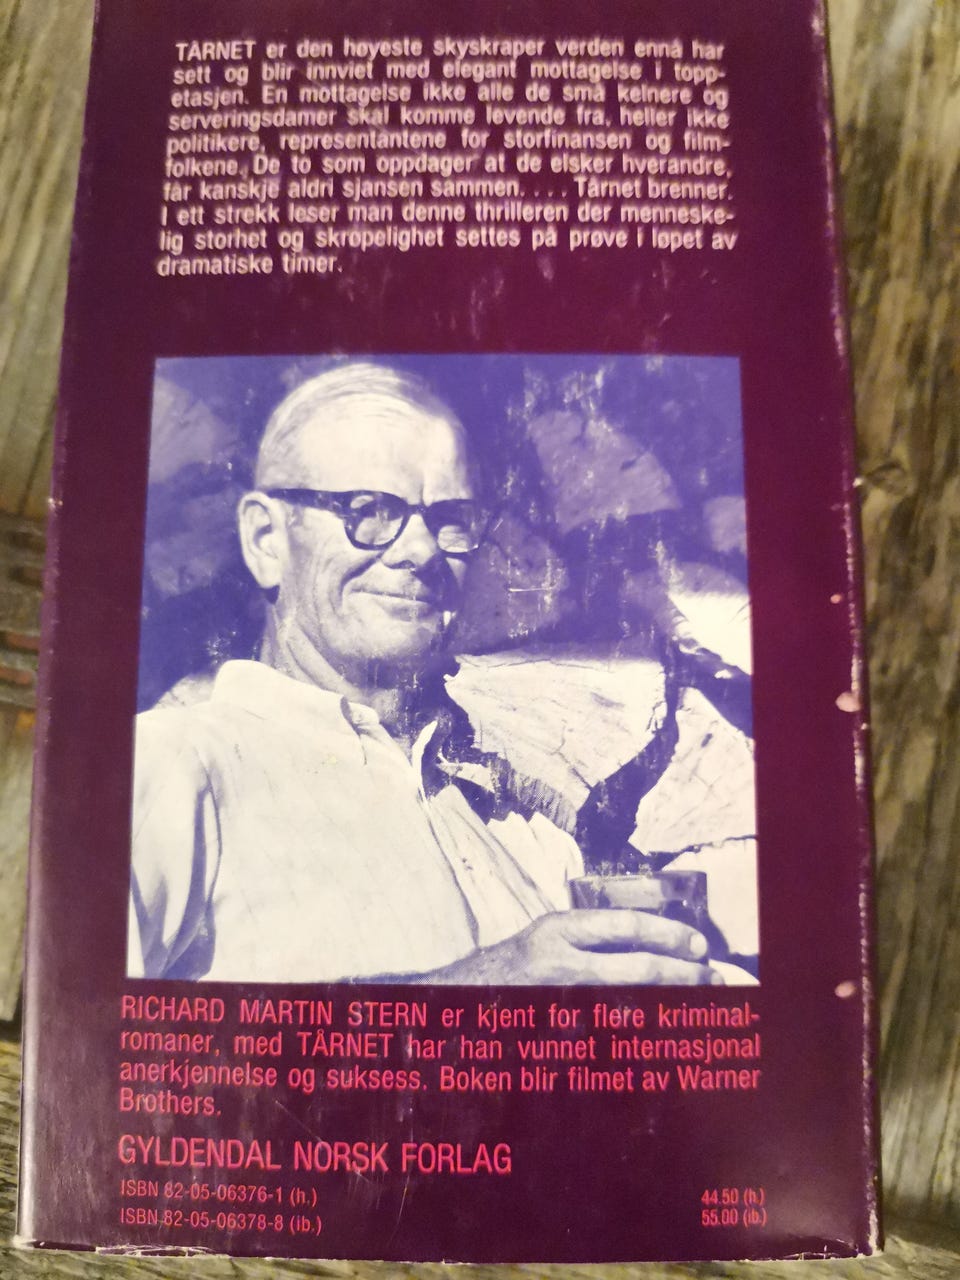 TÅRNET er den høyeste skyskraper verden ennå har
sett og blir innviet med elegant mottagelse i topp-
etasjen. En mottagelse ikke alle de små kelnere og
serveringsdamer skal komme levende fra, heller ikke
politikere, representantene for storfinansen og film-
folkene. De to som oppdager at de elsker hverandre,
får kanskje aldri sjansen sammen. . . . Tårnet brenner.
I ett strekk leser man denne thrilleren der menneske-
lig storhet og skrøpelighet settes på prøve i løpet av
dramatiske timer.
RICHARD MARTIN STERN er kjent for flere kriminal-
romaner, med TÅRNET har han vunnet internasjonal
anerkjennelse og suksess. Boken blir filmet av Warner
Brothers.
GYLDENDAL NORSK FORLAG
ISBN 82-05-06376-1 (h.) 44.50 (h.)
ISBN 82-05-06378-8 (ib.) 55.00 (ib.)